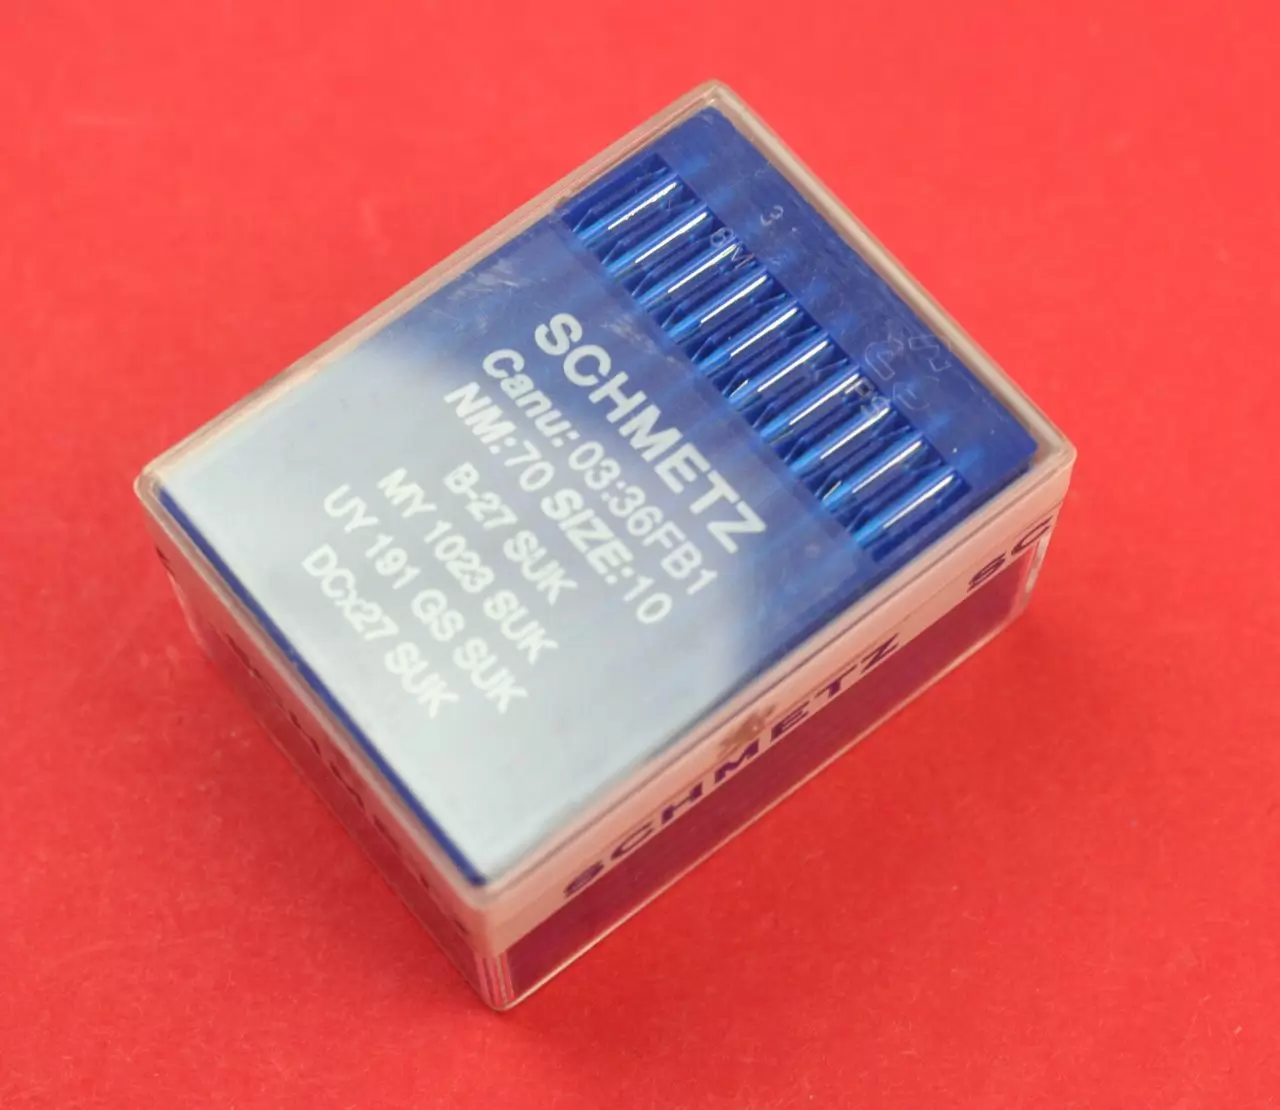 SCHMETZ
Canu: 03:36FB1
NM:70 SIZE:10
B-27 SUK
MY 1023 SUK
UY 191 GS SUK
DCx27 SUK
SCHMETZ
SC